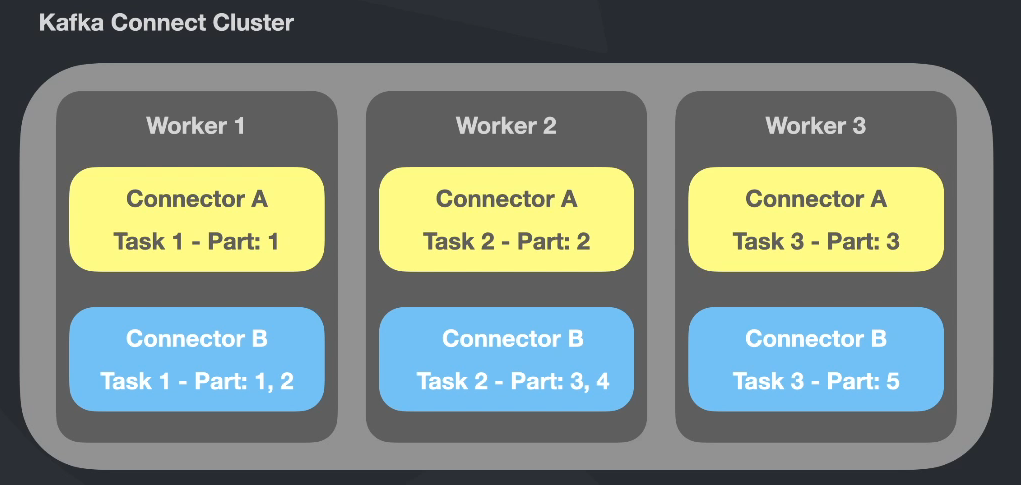 Kafka Connect Cluster
Worker 1
Connector A
Task 1 - Part: 1
Connector B
Task 1 - Part: 1, 2
Worker 2
Connector A
Task 2 - Part: 2
Connector B
Task 2 - Part: 3, 4
Worker 3
Connector A
Task 3 - Part: 3
Connector B
Task 3 - Part: 5